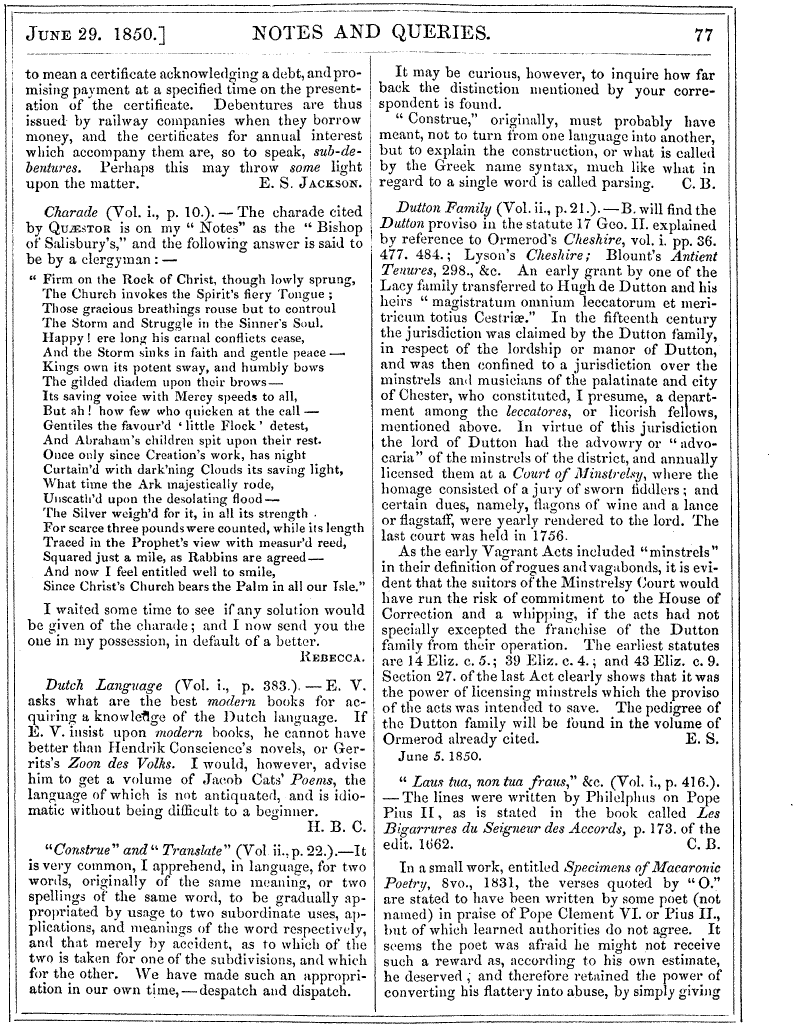 JUNE 29. 1850.] NOTES AND QUERIES. 77
to mean a certificate acknowledging a debt, and pro-
mising payment at a specified time on the present-
ation of the certificate. Debentures are thus
issued by railway companies when they borrow
money, and the certificates for annual interest
which accompany them are, so to speak, sub-de-
bentures. Perhaps this may throw some light
upon the matter. E. S. JACKSON.
Charade (Vol. i., p. 10.). — The charade cited
by QUÆSTOR is on my " Notes" as the " Bishop
of Salisbury's," and the following answer is said to
be by a clergyman : —
" Firm on the Rock of Christ, though lowly sprung,
The Church invokes the Spirit's fiery Tongue ;
Those gracious breathings rouse but to controul
The Storm and Struggle in the Sinner's Soul.
Happy ! ere long his carnal conflicts cease,
And the Storm sinks in faith and gentle peace —
Kings own its potent sway, and humbly bows
The gilded diadem upon their brows —
Its saving voice with Mercy speeds to all,
But ah ! how few who quicken at the call —
Gentiles the favour'd ' little Flock ' detest,
And Abraham's children spit upon their rest.
Once only since Creation's work, has night
Curtain'd with dark'ning Clouds its saving light,
What time the Ark majestically rode,
Unscath'd upon the desolating flood —
The Silver weigh'd for it, in all its strength
For scarce three pounds were counted, while its length
Traced in the Prophet's view with measur'd reed,
Squared just a mile, as Rabbins are agreed —
And now I feel entitled well to smile,
Since Christ's Church bears the Palm in all our Isle."
I waited some time to see if any solution would
be given of the charade ; and I now send you the
one in my possession, in default of a better.
REBECCA.
Dutch Language (Vol. i., p. 383.). — E. V.
asks what are the best modern books for ac-
quiring a knowledge of the Dutch language. If
E. V. insist upon modern books, he cannot have
better than Hendrik Conscience's novels, or Ger-
rits's Zoon des Volks. I would, however, advise
him to get a volume of Jacob Cats' Poems, the
language of which is not antiquated, and is idio-
matic without being difficult to a beginner.
H. B. C.
"Construe" and " Translate" (Vol ii., p. 22.).—It
is very common, I apprehend, in language, for two
words, originally of the same meaning, or two
spellings of the same word, to be gradually ap-
propriated by usage to two subordinate uses, ap-
plications, and meanings of the word respectively,
and that merely by accident, as to which of the
two is taken for one of the subdivisions, and which
for the other. We have made such an appropri-
ation in our own time, — despatch and dispatch.
It may be curious, however, to inquire how far
back the distinction mentioned by your corre-
spondent is found.
" Construe," originally, must probably have
meant, not to turn from one language into another,
but to explain the construction, or what is called
by the Greek name syntax, much like what in
regard to a single word is called parsing. C. B.
Dutton Family (Vol. ii., p. 21.).—B. will find the
Dutton proviso in the statute 17 Geo. II. explained
by reference to Ormerod's Cheshire, vol. i. pp. 36.
477. 484. ; Lyson's Cheshire; Blount's Antient
Tenures, 298., &c. An early grant by one of the
Lacy family transferred to Hugh de Dutton and his
heirs " magistratum omnium leccatorum et meri-
tricum totius Cestriæ." In the fifteenth century
the jurisdiction was claimed by the Dutton family,
in respect of the lordship or manor of Dutton,
and was then confined to a jurisdiction over the
minstrels and musicians of the palatinate and city
of Chester, who constituted, I presume, a depart-
ment among the leccatores, or licorish fellows,
mentioned above. In virtue of this jurisdiction
the lord of Dutton had the advowry or " advo-
caria" of the minstrels of the district, and annually
licensed them at a Court of Minstrelsy, where the
homage consisted of a jury of sworn fiddlers ; and
certain dues, namely, flagons of wine and a lance
or flagstaff, were yearly rendered to the lord. The
last court was held in 1756.
As the early Vagrant Acts included "minstrels"
in their definition of rogues and vagabonds, it is evi-
dent that the suitors of the Minstrelsy Court would
have run the risk of commitment to the House of
Correction and a whipping, if the acts had not
specially excepted the franchise of the Dutton
family from their operation. The earliest statutes
are 14 Eliz. c. 5. ; 39 Eliz. c. 4. ; and 43 Eliz. c. 9.
Section 27. of the last Act clearly shows that it was
the power of licensing minstrels which the proviso
of the acts was intended to save. The pedigree of
the Dutton family will be found in the volume of
Ormerod already cited. E. S.
June 5. 1850.
" Laus tua, non tua fraus," &c. (Vol. i., p. 416.).
— The lines were written by Philelphus on Pope
Pius II, as is stated in the book called Les
Bigarrures du Seigneur des Accords, p. 173. of the
edit. 1662. C. B.
In a small work, entitled Specimens of Macaronic
Poetry, 8vo., 1831, the verses quoted by "O."
are stated to have been written by some poet (not
named) in praise of Pope Clement VI. or Pius II.,
but of which learned authorities do not agree. It
seems the poet was afraid he might not receive
such a reward as, according to his own estimate,
he deserved ; and therefore retained the power of
converting his flattery into abuse, by simply giving